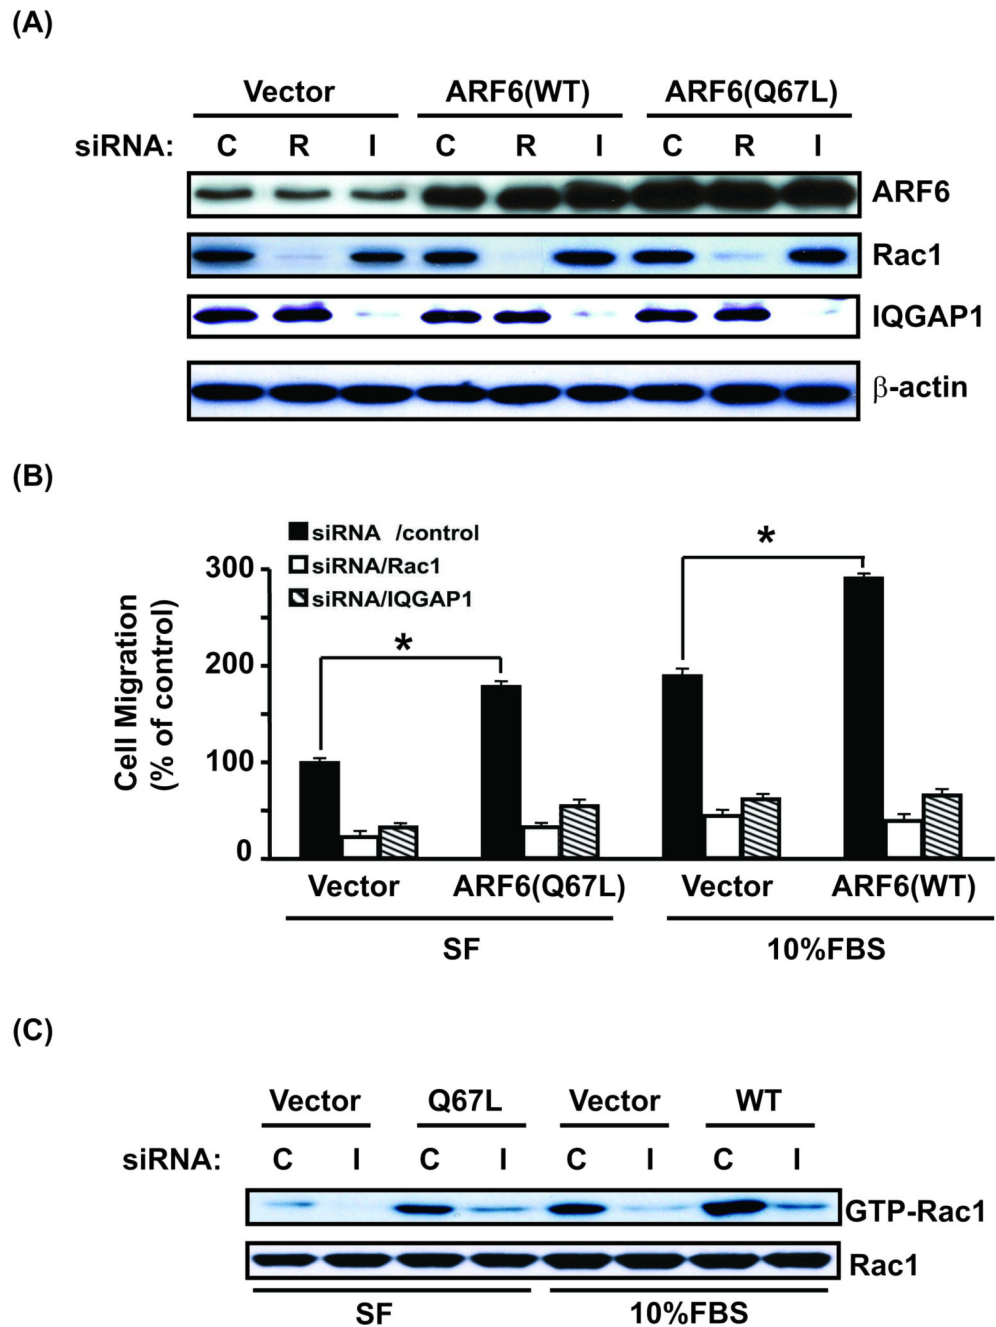 (A)
Vector ARF6(WT) ARF6(Q67L)
siRNA: C R I C R I C R I
ARF6
Rac1
IQGAP1
β-actin
(B)
siRNA /control
siRNA/Rac1
siRNA/IQGAP1
*
*
Cell Migration
(% of control)
300
200
100
0
Vector ARF6(Q67L) Vector ARF6(WT)
SF 10%FBS
(C)
Vector Q67L Vector WT
siRNA: C I C I C I C I
GTP-Rac1
Rac1
SF 10%FBS